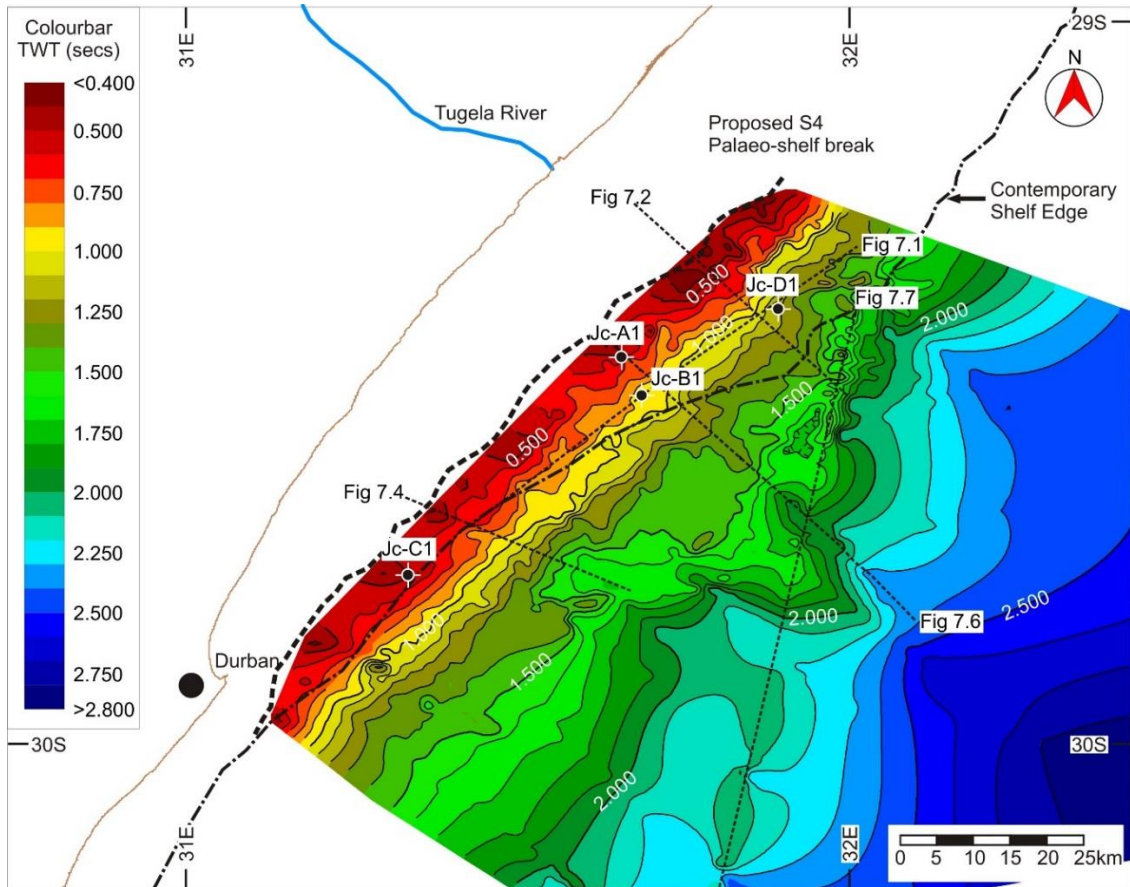 Colourbar
TWT (secs)
<0.400
0.500
0.750
1.000
1.250
1.500
1.750
2.000
2.250
2.500
2.750
>2.800
31E
32E
29S
N
Tugela River
Proposed S4
Palaeo-shelf break
Contemporary
Shelf Edge
Fig 7.2
Fig 7.1
Fig 7.7
0.500
Jc-D1
2.000
Jc-A1
1.000
Jc-B1
1.500
0.500
Fig 7.4
Jc-C1
2.000
2.500
Fig 7.6
1.000
1.500
Durban
30S
30S
2.000
31E
32E
0 5 10 15 20 25km